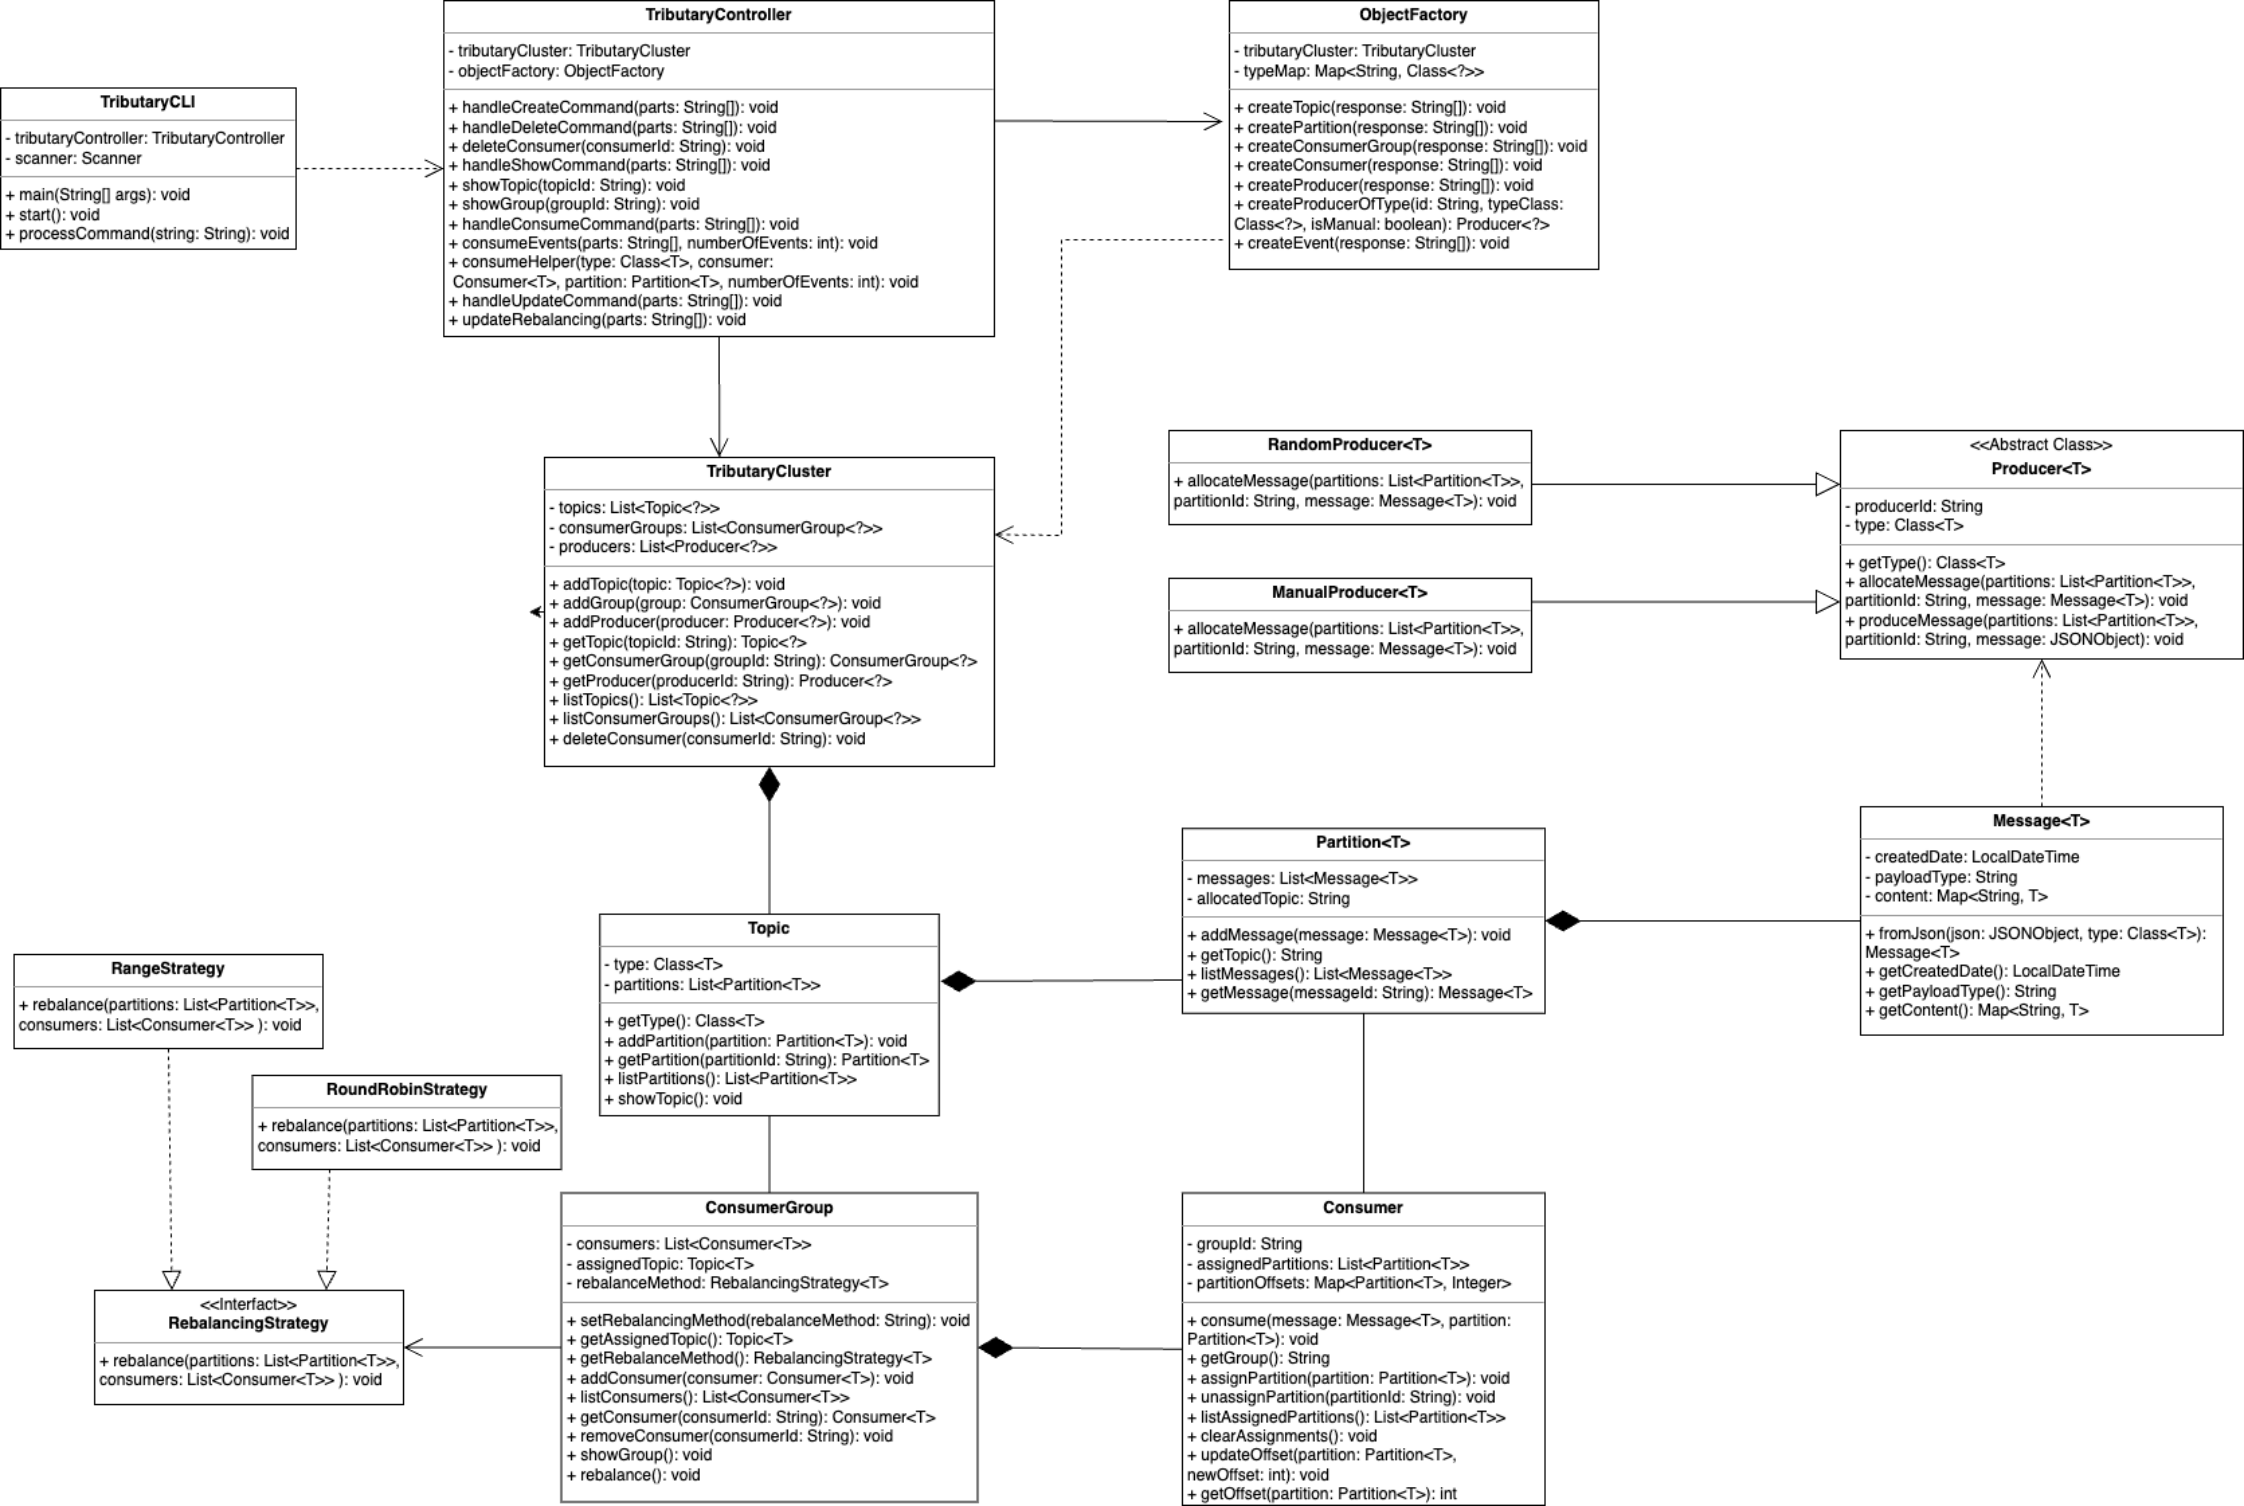 TributaryController
- tributaryCluster: TributaryCluster
- objectFactory: ObjectFactory
+ handleCreateCommand(parts: String[]): void
+ handleDeleteCommand(parts: String[]): void
+ deleteConsumer(consumerId: String): void
+ handleShowCommand(parts: String[]): void
+ showTopic(topicId: String): void
+ showGroup(groupId: String): void
+ handleConsumeCommand(parts: String[]): void
+ consumeEvents(parts: String[], numberOfEvents: int): void
+ consumeHelper(type: Class<T>, consumer:
Consumer<T>, partition: Partition<T>, numberOfEvents: int): void
+ handleUpdateCommand(parts: String[]): void
+ updateRebalancing(parts: String[]): void
ObjectFactory
- tributaryCluster: TributaryCluster
- typeMap: Map<String, Class<?>>
+ createTopic(response: String[]): void
+ createPartition(response: String[]): void
+ createConsumerGroup(response: String[]): void
+ createConsumer(response: String[]): void
+ createProducer(response: String[]): void
+ createProducerOfType(id: String, typeClass:
Class<?>, isManual: boolean): Producer<?>
+ createEvent(response: String[]): void
TributaryCLI
- tributaryController: TributaryController
- scanner: Scanner
+ main(String[] args): void
+ start(): void
+ processCommand(string: String): void
TributaryCluster
- topics: List<Topic<?>>
- consumerGroups: List<ConsumerGroup<?>>
- producers: List<Producer<?>>
+ addTopic(topic: Topic<?>): void
+ addGroup(group: ConsumerGroup<?>): void
+ addProducer(producer: Producer<?>): void
+ getTopic(topicId: String): Topic<?>
+ getConsumerGroup(groupId: String): ConsumerGroup<?>
+ getProducer(producerId: String): Producer<?>
+ listTopics(): List<Topic<?>>
+ listConsumerGroups(): List<ConsumerGroup<?>>
+ deleteConsumer(consumerId: String): void
RandomProducer<T>
+ allocateMessage(partitions: List<Partition<T>>,
partitionId: String, message: Message<T>): void
ManualProducer<T>
+ allocateMessage(partitions: List<Partition<T>>,
partitionId: String, message: Message<T>): void
<<Abstract Class>>
Producer<T>
- producerId: String
- type: Class<T>
+ getType(): Class<T>
+ allocateMessage(partitions: List<Partition<T>>,
partitionId: String, message: Message<T>): void
+ produceMessage(partitions: List<Partition<T>>,
partitionId: String, message: JSONObject): void
Partition<T>
- messages: List<Message<T>>
- allocatedTopic: String
+ addMessage(message: Message<T>): void
+ getTopic(): String
+ listMessages(): List<Message<T>>
+ getMessage(messageId: String): Message<T>
Message<T>
- createdDate: LocalDateTime
- payloadType: String
- content: Map<String, T>
+ fromJson(json: JSONObject, type: Class<T>):
Message<T>
+ getCreatedDate(): LocalDateTime
+ getPayloadType(): String
+ getContent(): Map<String, T>
Topic
- type: Class<T>
- partitions: List<Partition<T>>
+ getType(): Class<T>
+ addPartition(partition: Partition<T>): void
+ getPartition(partitionId: String): Partition<T>
+ listPartitions(): List<Partition<T>>
+ showTopic(): void
RangeStrategy
+ rebalance(partitions: List<Partition<T>>,
consumers: List<Consumer<T>> ): void
RoundRobinStrategy
+ rebalance(partitions: List<Partition<T>>,
consumers: List<Consumer<T>> ): void
<<Interfact>>
RebalancingStrategy
+ rebalance(partitions: List<Partition<T>>,
consumers: List<Consumer<T>> ): void
ConsumerGroup
- consumers: List<Consumer<T>>
- assignedTopic: Topic<T>
- rebalanceMethod: RebalancingStrategy<T>
+ setRebalancingMethod(rebalanceMethod: String): void
+ getAssignedTopic(): Topic<T>
+ getRebalanceMethod(): RebalancingStrategy<T>
+ addConsumer(consumer: Consumer<T>): void
+ listConsumers(): List<Consumer<T>>
+ getConsumer(consumerId: String): Consumer<T>
+ removeConsumer(consumerId: String): void
+ showGroup(): void
+ rebalance(): void
Consumer
- groupId: String
- assignedPartitions: List<Partition<T>>
- partitionOffsets: Map<Partition<T>, Integer>
+ consume(message: Message<T>, partition:
Partition<T>): void
+ getGroup(): String
+ assignPartition(partition: Partition<T>): void
+ unassignPartition(partitionId: String): void
+ listAssignedPartitions(): List<Partition<T>>
+ clearAssignments(): void
+ updateOffset(partition: Partition<T>,
newOffset: int): void
+ getOffset(partition: Partition<T>): int